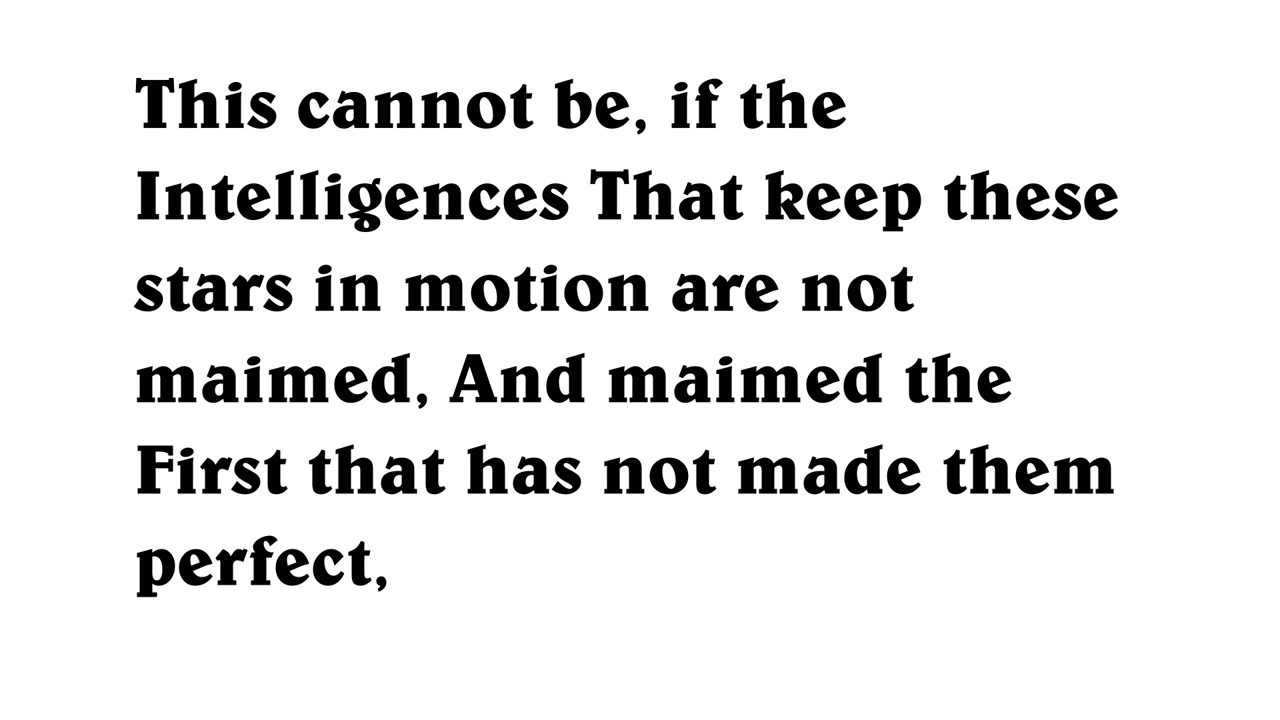 This cannot be, if the
Intelligences That keep these
stars in motion are not
maimed, And maimed the
First that has not made them
perfect,